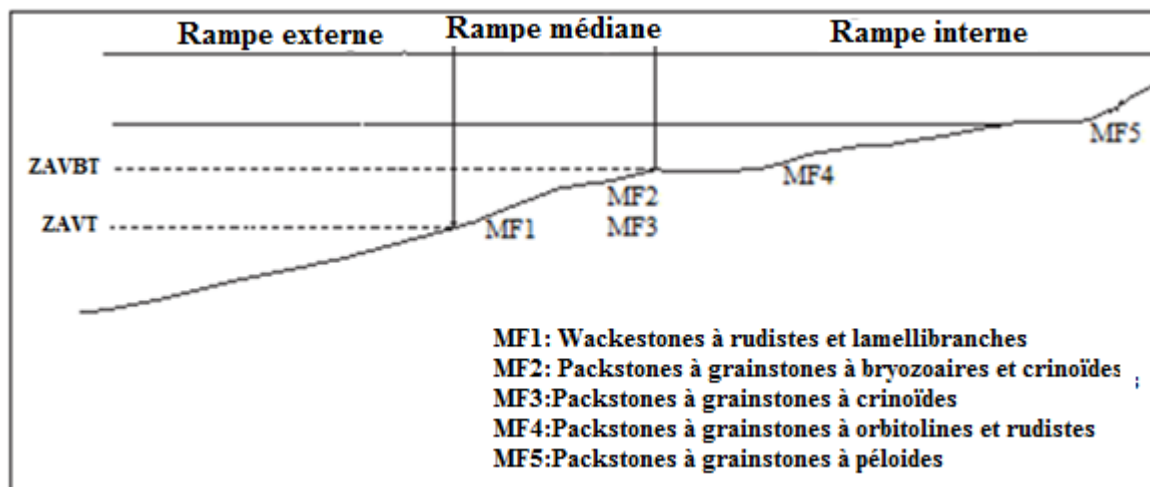 Rampe externe Rampe médiane Rampe interne
MF5
ZAVBT
MF4
MF2
ZAVT
MF1
MF3
MF1: Wackestones à rudistes et lamellibranches
MF2: Packstones à grainstones à bryozoaires et crinoïdes ;
MF3:Packstones à grainstones à crinoïdes
MF4:Packstones à grainstones à orbitolines et rudistes
MF5:Packstones à grainstones à péloides